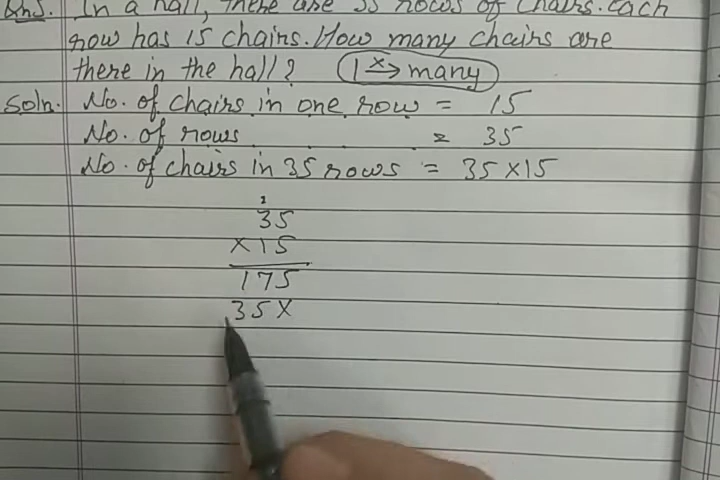 Qns. In a hall, there are 35 rows of chairs. Each
row has 15 chairs. How many chairs are
there in the hall? 1 x→ many
Soln. No. of chairs in one row = 15
No. of rows = 35
No. of chairs in 35 rows = 35×15
2
35
×15
175
35×